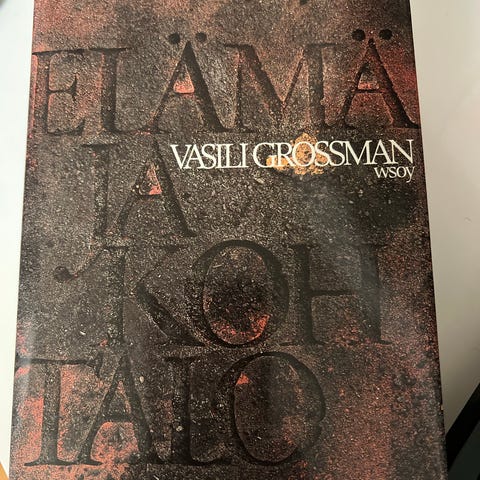 ELÄMÄ
VASILI GROSSMAN
wsoy
JA
KOH
TALO